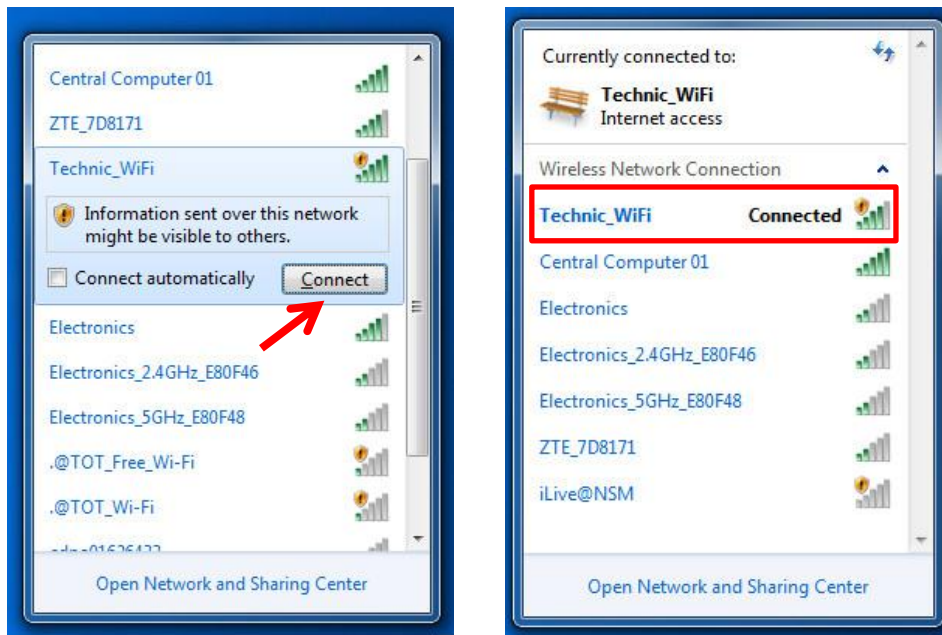 Central Computer 01
ZTE_7D8171
Technic_WiFi
Information sent over this network
might be visible to others.
Connect automatically
Connect
Electronics
Electronics_2.4GHz_E80F46
Electronics_5GHz_E80F48
.@TOT_Free_Wi-Fi
.@TOT_Wi-Fi
Open Network and Sharing Center
Currently connected to:
Technic_WiFi
Internet access
Wireless Network Connection
Technic_WiFi Connected
Central Computer 01
Electronics
Electronics_2.4GHz_E80F46
Electronics_5GHz_E80F48
ZTE_7D8171
iLive@NSM
Open Network and Sharing Center